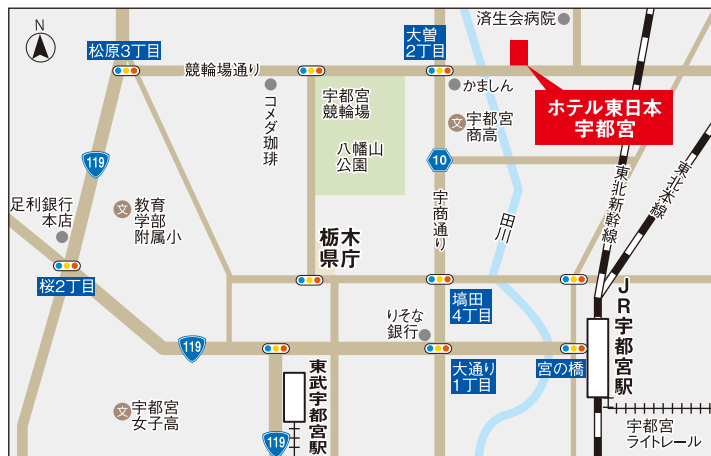 N
済生会病院
松原3丁目
大曽
2丁目
競輪場通り
かましん
ホテル東日本
宇都宮
宇都宮
競輪場
コメダ珈琲
宇都宮
商高
八幡山
公園
119
10
東北新幹線
東北本線
足利銀行
本店
教育
学部
附属小
宇商通り
田川
栃木
県庁
桜2丁目
塙田
4丁目
JR宇都宮駅
りそな
銀行
119
大通り
1丁目
宮の橋
東武宇都宮駅
宇都宮
女子高
119
宇都宮
ライトレール
文
文
文